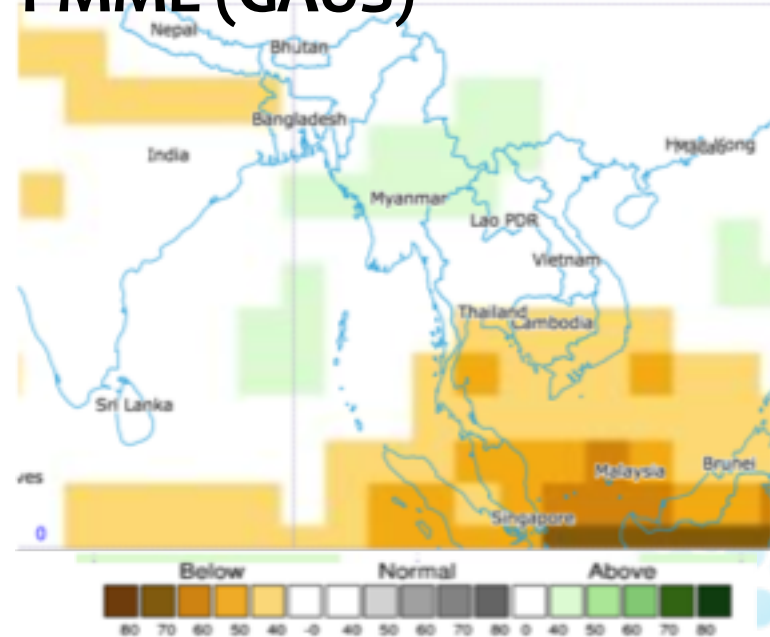 PMME (GAUS)
Nepal
Bhutan
Bangladesh
India
Hong Kong
Myanmar
Lao PDR
Vietnam
Thailand
Cambodia
Sri Lanka
Malaysia
Brunei
ves
Singapore
0
Below Normal Above
80 70 60 50 40 -0 40 50 60 70 80 0 40 50 60 70 80